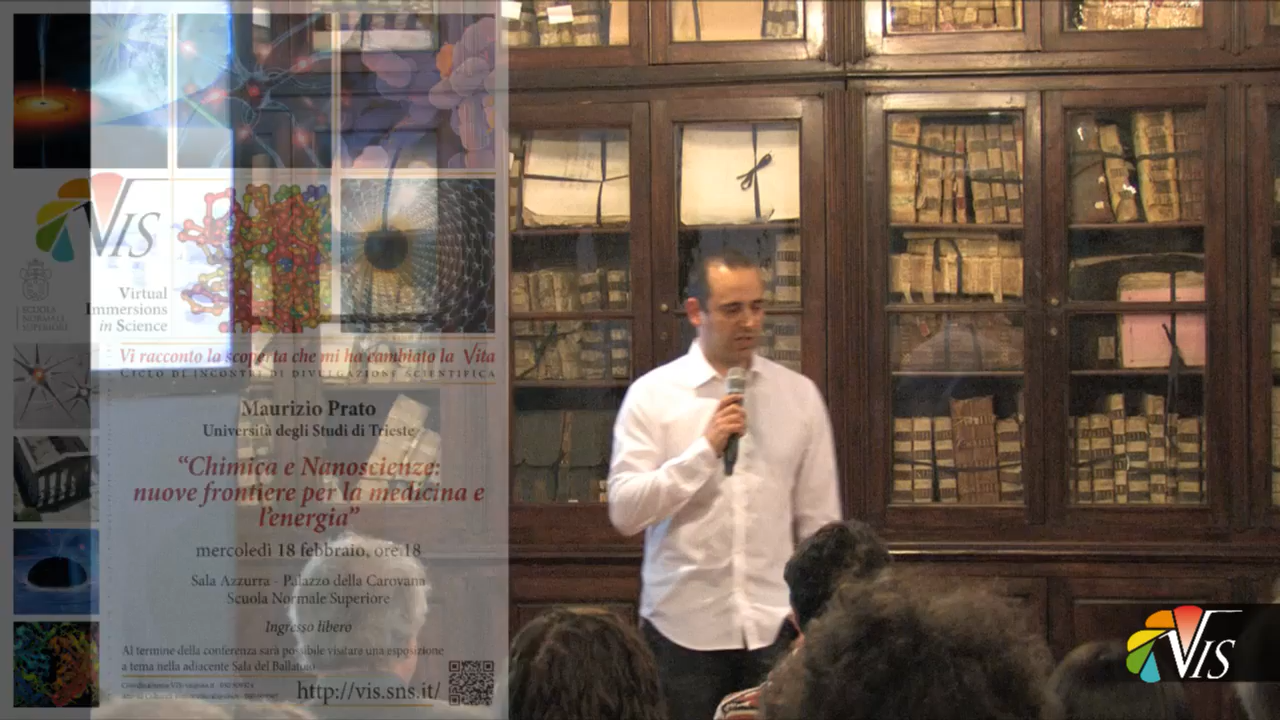 VIS
SCUOLA
NORMALE
SUPERIORE
Virtual
Immersions
in Science
Vi racconto la scoperta che mi ha cambiato la Vita
CICLO DI INCONTRI DI DIVULGAZIONE SCIENTIFICA
Maurizio Prato
Università degli Studi di Trieste
“Chimica e Nanoscienze:
nuove frontiere per la medicina e
l'energia”
mercoledì 18 febbraio, ore 18
Sala Azzurra - Palazzo della Carovana
Scuola Normale Superiore
Ingresso libero
Al termine della conferenza sarà possibile visitare una esposizione
a tema nella adiacente Sala del Ballatoio
http://vis.sns.it/
VIS